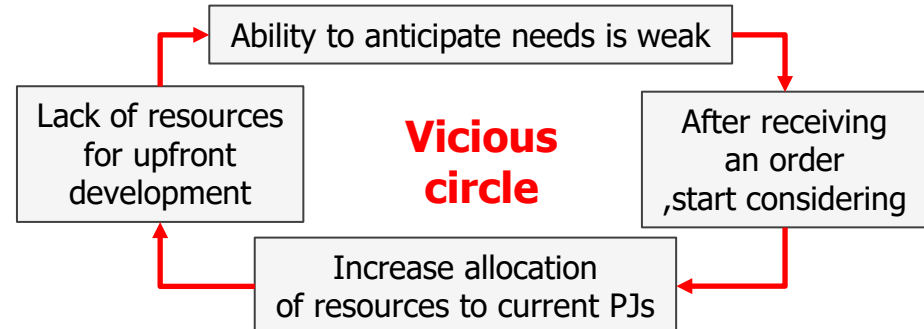 Ability to anticipate needs is weak
After receiving
an order
,start considering
Increase allocation
of resources to current PJs
Lack of resources
for upfront
development
Vicious
circle